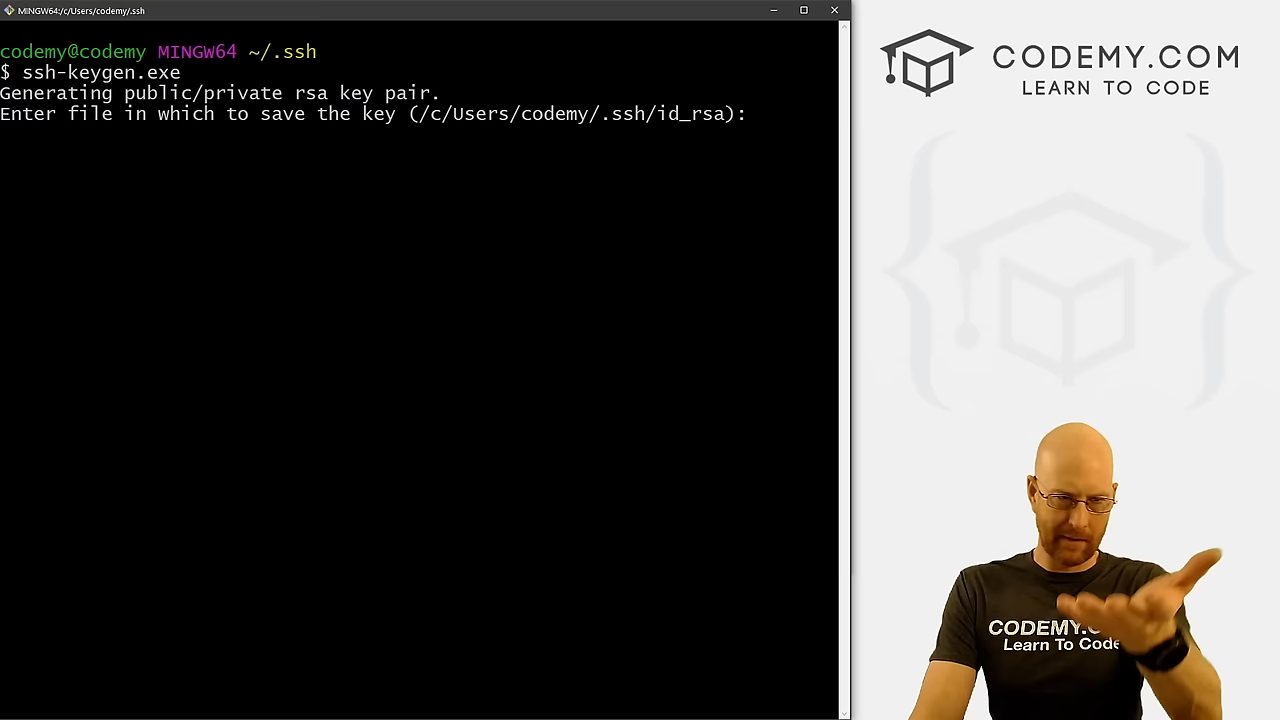 MINGW64:/c/Users/codemy/.ssh
codemy@codemy MINGW64 ~/.ssh
$ ssh-keygen.exe
Generating public/private rsa key pair.
Enter file in which to save the key (/c/Users/codemy/.ssh/id_rsa):
CODEMY.COM
LEARN TO CODE
CODEMY.C
Learn To Code